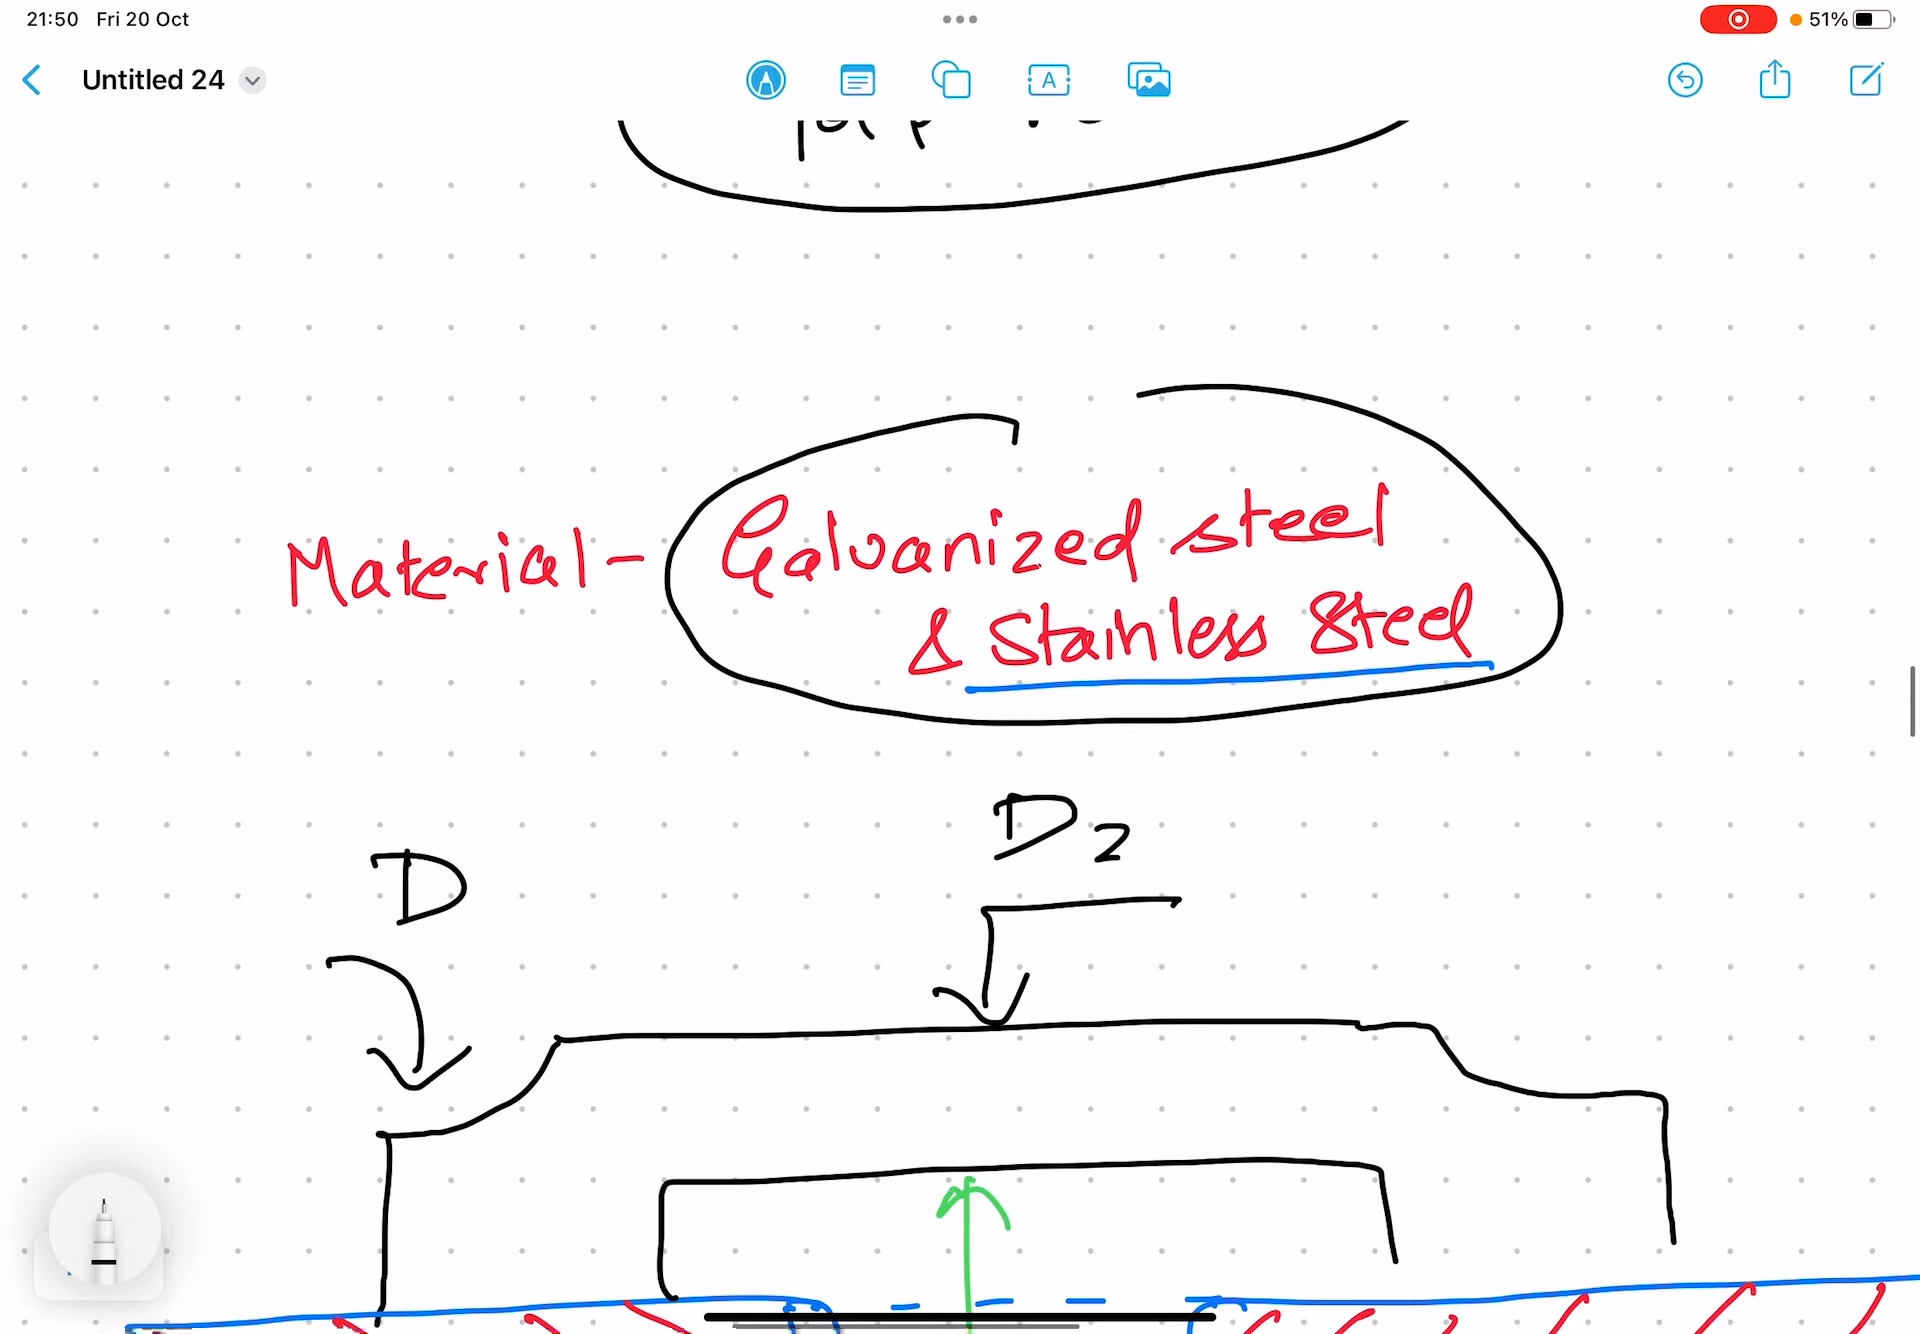 21:50 Fri 20 Oct
51%
Untitled 24
A
Material - Galvanized steel
& Stainless Steel
D2
D